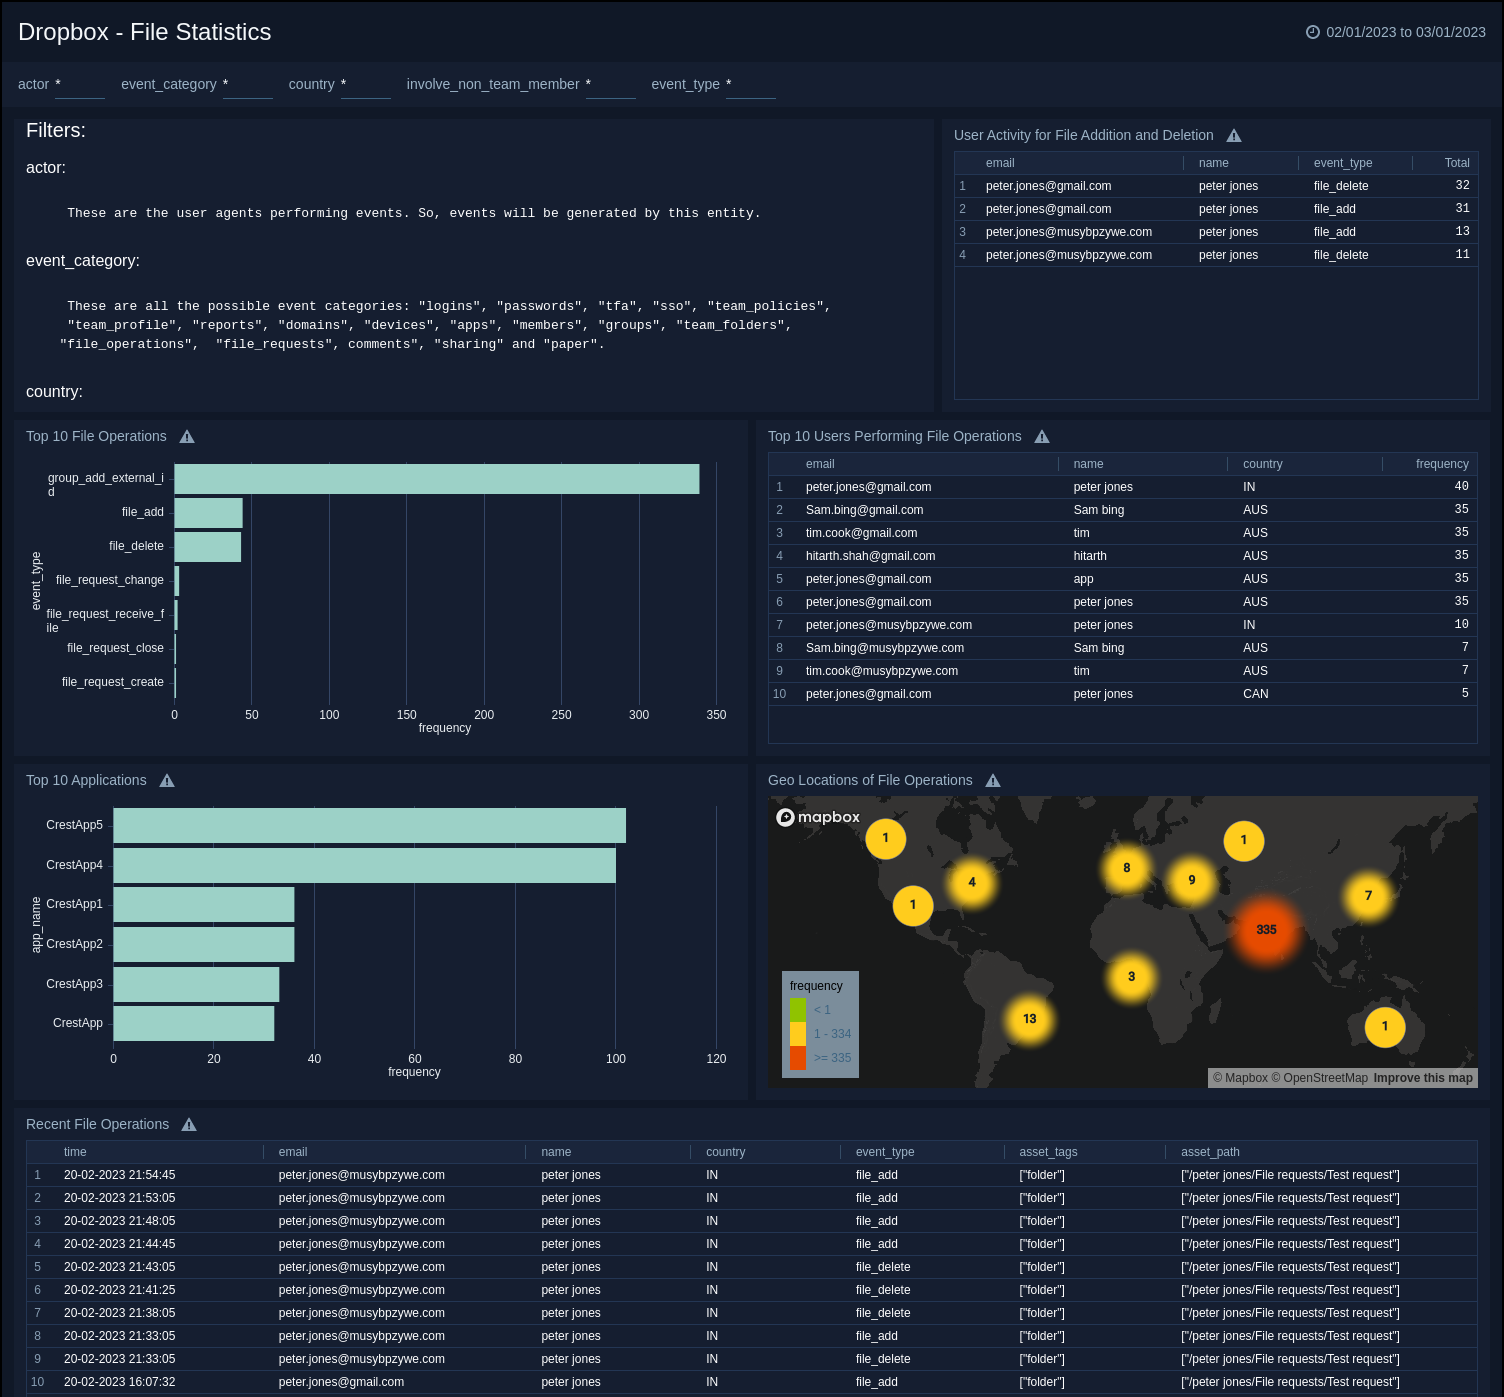 Dropbox - File Statistics
02/01/2023 to 03/01/2023
actor * event_category * country * involve_non_team_member * event_type *
Filters:
actor:
These are the user agents performing events. So, events will be generated by this entity.
event_category:
These are all the possible event categories: "logins", "passwords", "tfa", "sso", "team_policies",
"team_profile", "reports", "domains", "devices", "apps", "members", "groups", "team_folders",
"file_operations", "file_requests", comments", "sharing" and "paper".
country:
User Activity for File Addition and Deletion
email name event_type Total
1 peter.jones@gmail.com peter jones file_delete 32
2 peter.jones@gmail.com peter jones file_add 31
3 peter.jones@musybpzywe.com peter jones file_add 13
4 peter.jones@musybpzywe.com peter jones file_delete 11
Top 10 File Operations
event_type
group_add_external_i
d
file_add
file_delete
file_request_change
file_request_receive_f
ile
file_request_close
file_request_create
0 50 100 150 200 250 300 350
frequency
Top 10 Users Performing File Operations
email name country frequency
1 peter.jones@gmail.com peter jones IN 40
2 Sam.bing@gmail.com Sam bing AUS 35
3 tim.cook@gmail.com tim AUS 35
4 hitarth.shah@gmail.com hitarth AUS 35
5 peter.jones@gmail.com app AUS 35
6 peter.jones@gmail.com peter jones AUS 35
7 peter.jones@musybpzywe.com peter jones IN 10
8 Sam.bing@musybpzywe.com Sam bing AUS 7
9 tim.cook@musybpzywe.com tim AUS 7
10 peter.jones@gmail.com peter jones CAN 5
Top 10 Applications
app_name
CrestApp5
CrestApp4
CrestApp1
CrestApp2
CrestApp3
CrestApp
0 20 40 60 80 100 120
frequency
Geo Locations of File Operations
mapbox
1
1
4
8
9
1
7
335
3
13
1
frequency
< 1
1 - 334
>= 335
© Mapbox © OpenStreetMap Improve this map
Recent File Operations
time email name country event_type asset_tags asset_path
1 20-02-2023 21:54:45 peter.jones@musybpzywe.com peter jones IN file_add ["folder"] ["/peter jones/File requests/Test request"]
2 20-02-2023 21:53:05 peter.jones@musybpzywe.com peter jones IN file_add ["folder"] ["/peter jones/File requests/Test request"]
3 20-02-2023 21:48:05 peter.jones@musybpzywe.com peter jones IN file_add ["folder"] ["/peter jones/File requests/Test request"]
4 20-02-2023 21:44:45 peter.jones@musybpzywe.com peter jones IN file_add ["folder"] ["/peter jones/File requests/Test request"]
5 20-02-2023 21:43:05 peter.jones@musybpzywe.com peter jones IN file_delete ["folder"] ["/peter jones/File requests/Test request"]
6 20-02-2023 21:41:25 peter.jones@musybpzywe.com peter jones IN file_delete ["folder"] ["/peter jones/File requests/Test request"]
7 20-02-2023 21:38:05 peter.jones@musybpzywe.com peter jones IN file_delete ["folder"] ["/peter jones/File requests/Test request"]
8 20-02-2023 21:33:05 peter.jones@musybpzywe.com peter jones IN file_add ["folder"] ["/peter jones/File requests/Test request"]
9 20-02-2023 21:33:05 peter.jones@musybpzywe.com peter jones IN file_delete ["folder"] ["/peter jones/File requests/Test request"]
10 20-02-2023 16:07:32 peter.jones@gmail.com peter jones IN file_add ["folder"] ["/peter jones/File requests/Test request"]